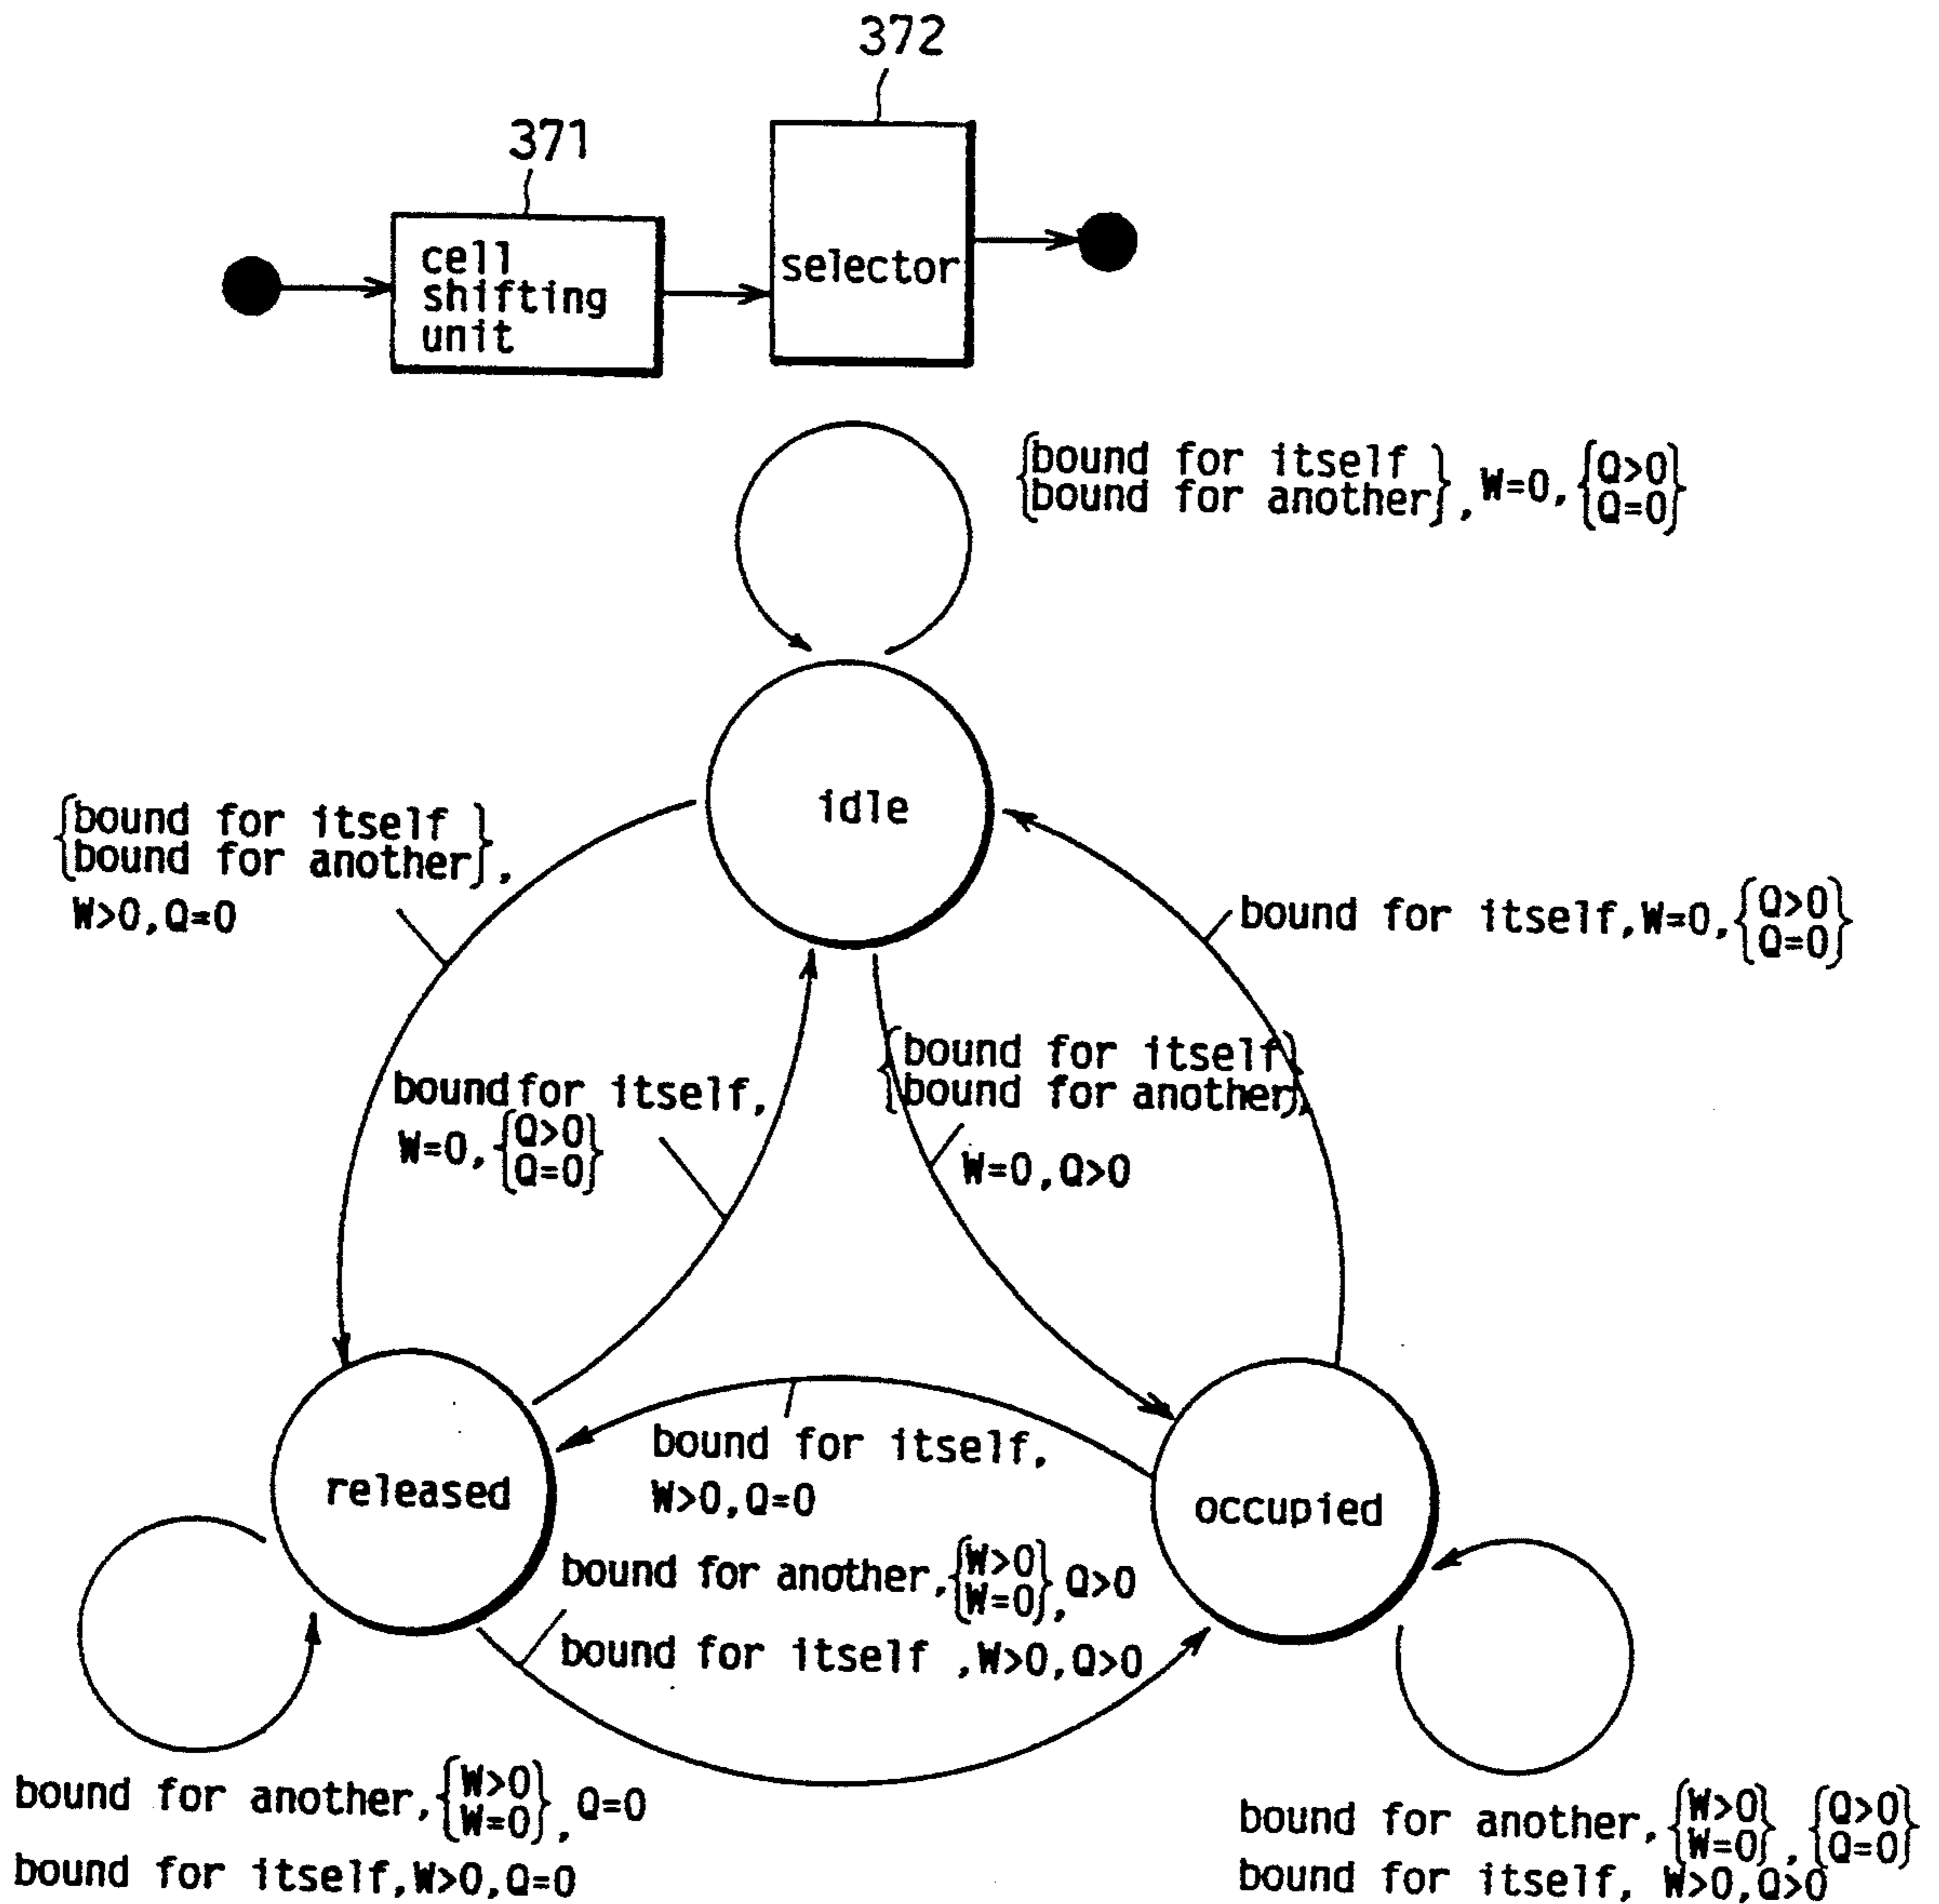 372
371
cell
shifting
unit
selector
{bound for itself
bound for another}, W=0, {Q>0
Q=0}
idle
{bound for itself
bound for another},
W>0,Q=0
bound for itself,W=0,{Q>0
Q=0}
{bound for itself
bound for another},
W=0,Q>0
bound for itself,
W=0,{Q>0
Q=0}
released
bound for itself,
W>0,Q=0
occupied
bound for another,{W>0
W=0}, Q>0
bound for itself ,W>0,Q>0
bound for another,{W>0
W=0}, Q=0
bound for itself,W>0,Q=0
bound for another,{W>0
W=0}, {Q>0
Q=0}
bound for itself, W>0,Q>0